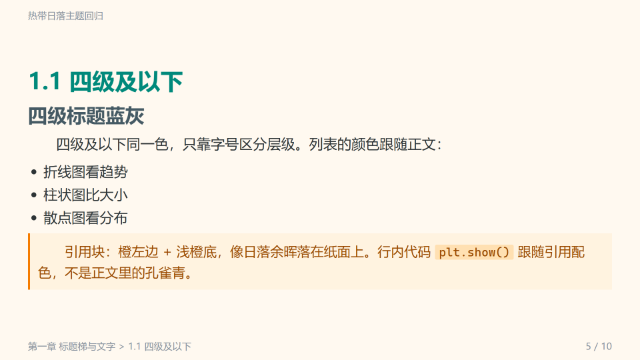 热带日落主题回归
1.1 四级及以下
四级标题蓝灰
四级及以下同一色，只靠字号区分层级。列表的颜色跟随正文：
• 折线图看趋势
• 柱状图比大小
• 散点图看分布
引用块：橙左边 + 浅橙底，像日落余晖落在纸面上。行内代码 plt.show() 跟随引用配
色，不是正文里的孔雀青。
第一章 标题梯与文字 > 1.1 四级及以下
5 / 10